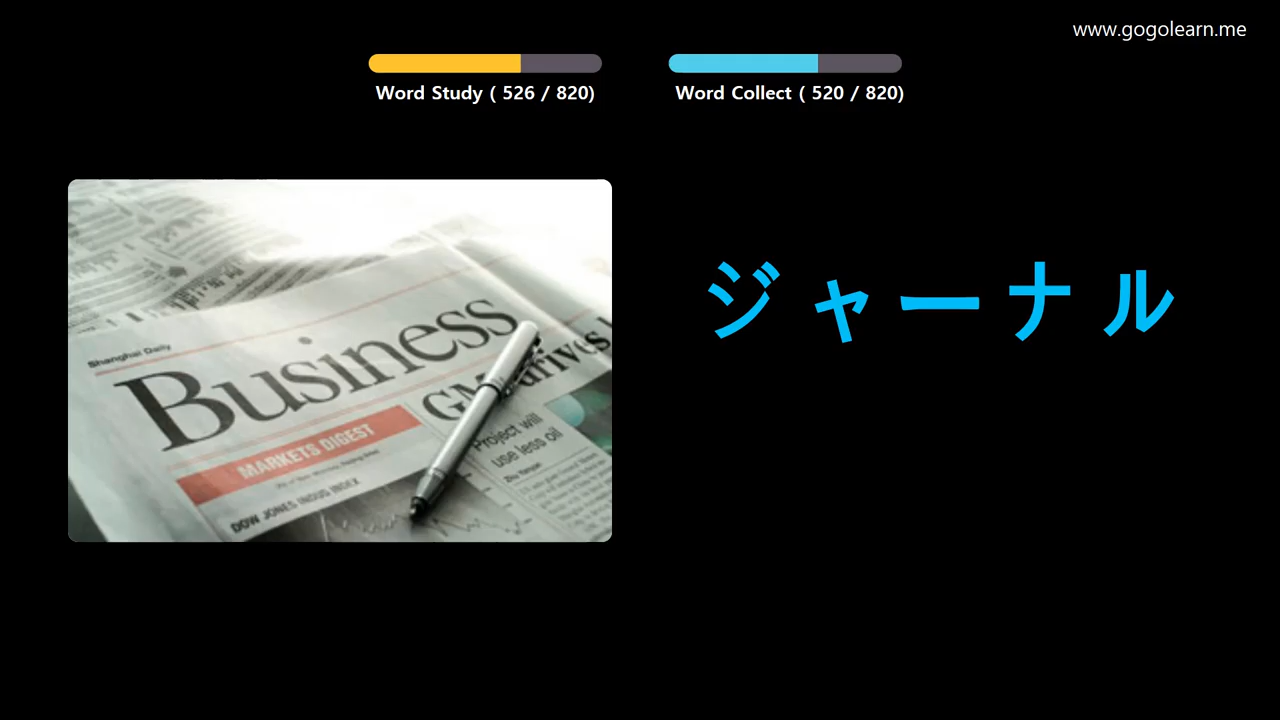 www.gogolearn.me
Word Study ( 526 / 820)
Word Collect ( 520 / 820)
ジャーナル
Shanghai Daily
Business
GM drives
MARKETS DIGEST
Project will
use less oil
DOW JONES INDUS INDEX